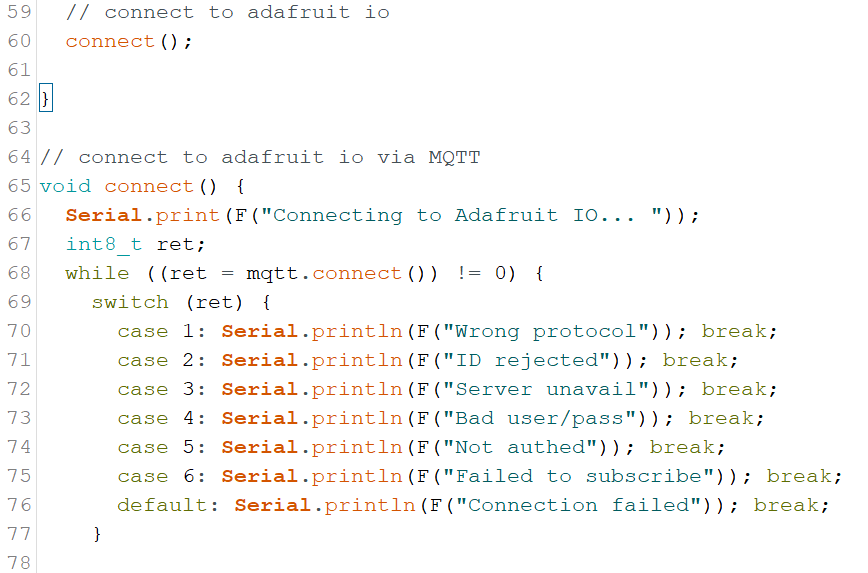 59 // connect to adafruit io
60 connect();
61
62 }
63
64 // connect to adafruit io via MQTT
65 void connect() {
66 Serial.print(F("Connecting to Adafruit IO... "));
67 int8_t ret;
68 while ((ret = mqtt.connect()) != 0) {
69 switch (ret) {
70 case 1: Serial.println(F("Wrong protocol")); break;
71 case 2: Serial.println(F("ID rejected")); break;
72 case 3: Serial.println(F("Server unavail")); break;
73 case 4: Serial.println(F("Bad user/pass")); break;
74 case 5: Serial.println(F("Not authed")); break;
75 case 6: Serial.println(F("Failed to subscribe")); break;
76 default: Serial.println(F("Connection failed")); break;
77 }
78